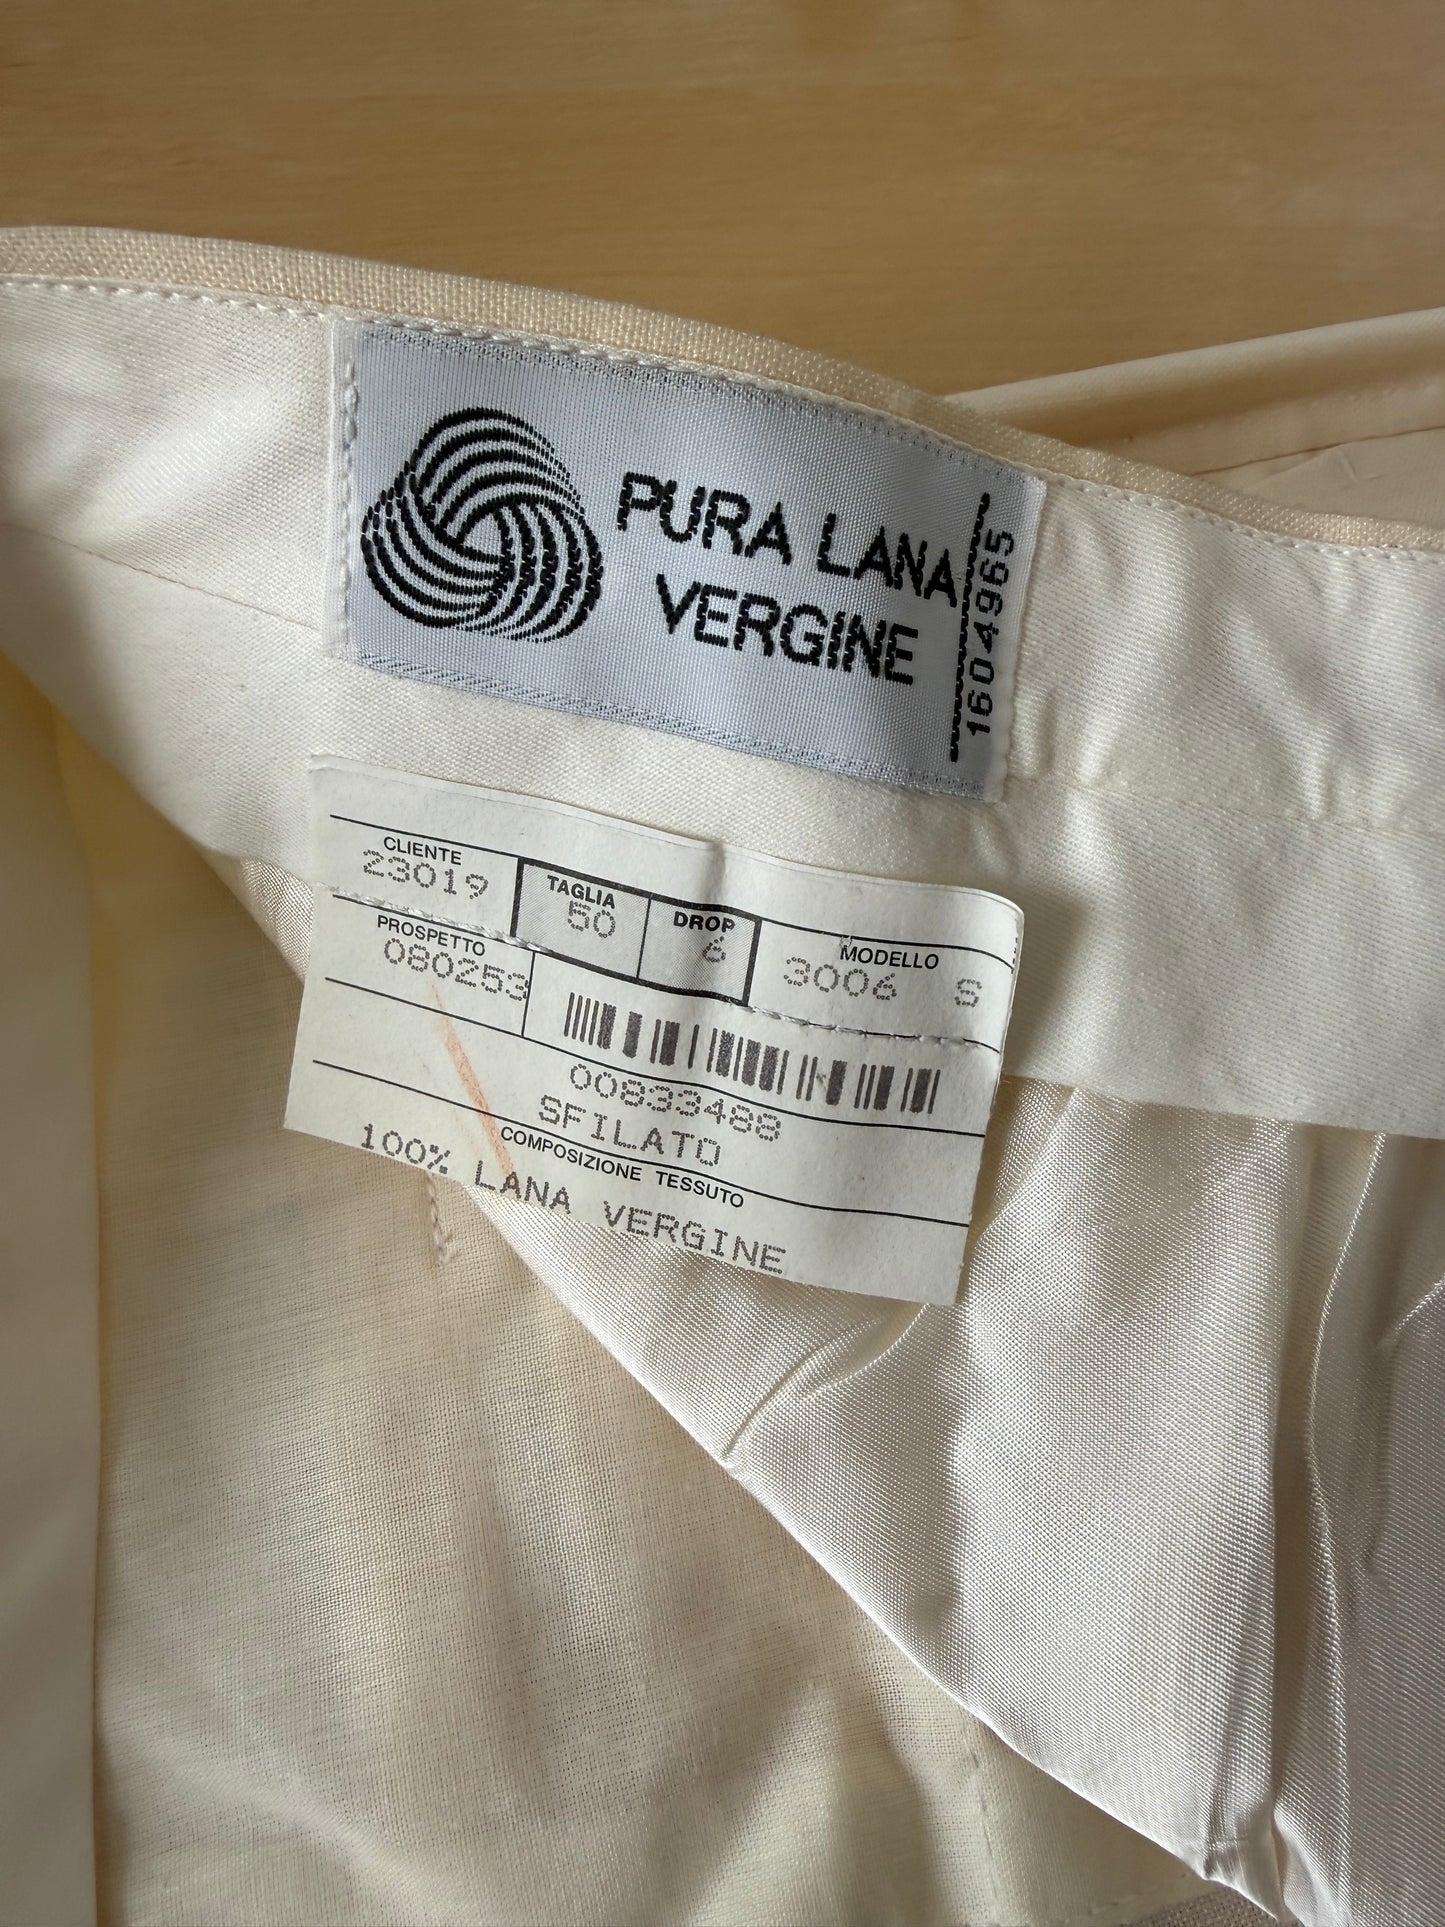 PURA LANA
VERGINE
1604965
CLIENTE
23019
TAGLIA
50
DROP
6
MODELLO
3006 S
PROSPETTO
080253
00833488
SFILATO
COMPOSIZIONE TESSUTO
100% LANA VERGINE